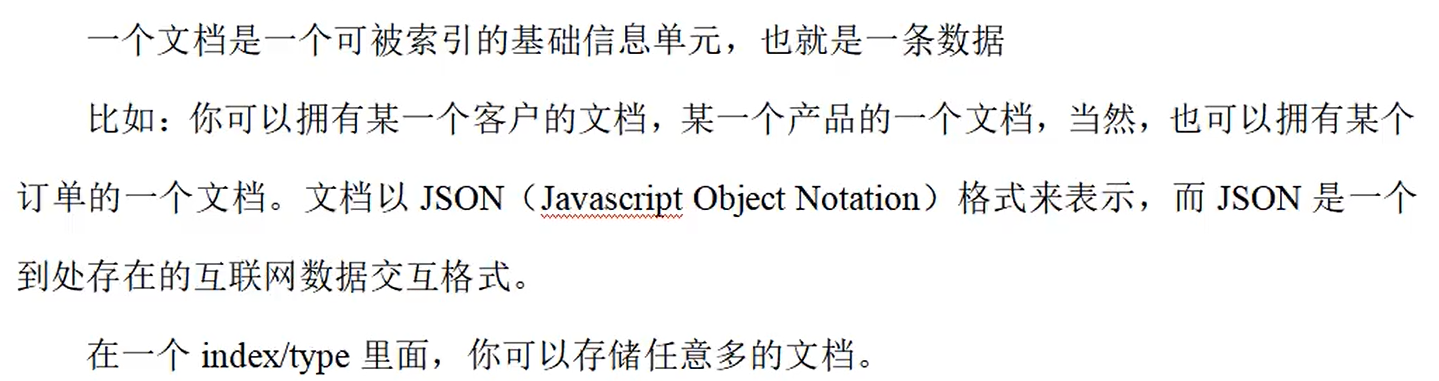 一个文档是一个可被索引的基础信息单元，也就是一条数据
比如：你可以拥有某一个客户的文档，某一个产品的一个文档，当然，也可以拥有某个
订单的一个文档。文档以 JSON（Javascript Object Notation）格式来表示，而 JSON 是一个
到处存在的互联网数据交互格式。
在一个 index/type 里面，你可以存储任意多的文档。